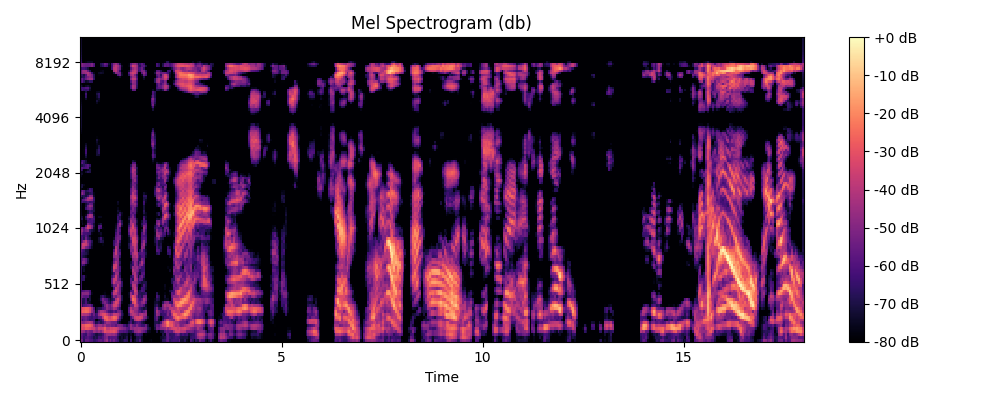 Mel Spectrogram (db)
8192
4096
2048
1024
512
0
Hz
0 5 10 15
Time
+0 dB
-10 dB
-20 dB
-30 dB
-40 dB
-50 dB
-60 dB
-70 dB
-80 dB